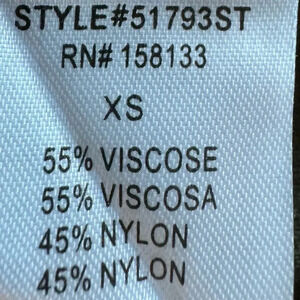 STYLE#51793ST
RN# 158133
XS
55% VISCOSE
55% VISCOSA
45% NYLON
45% NYLON